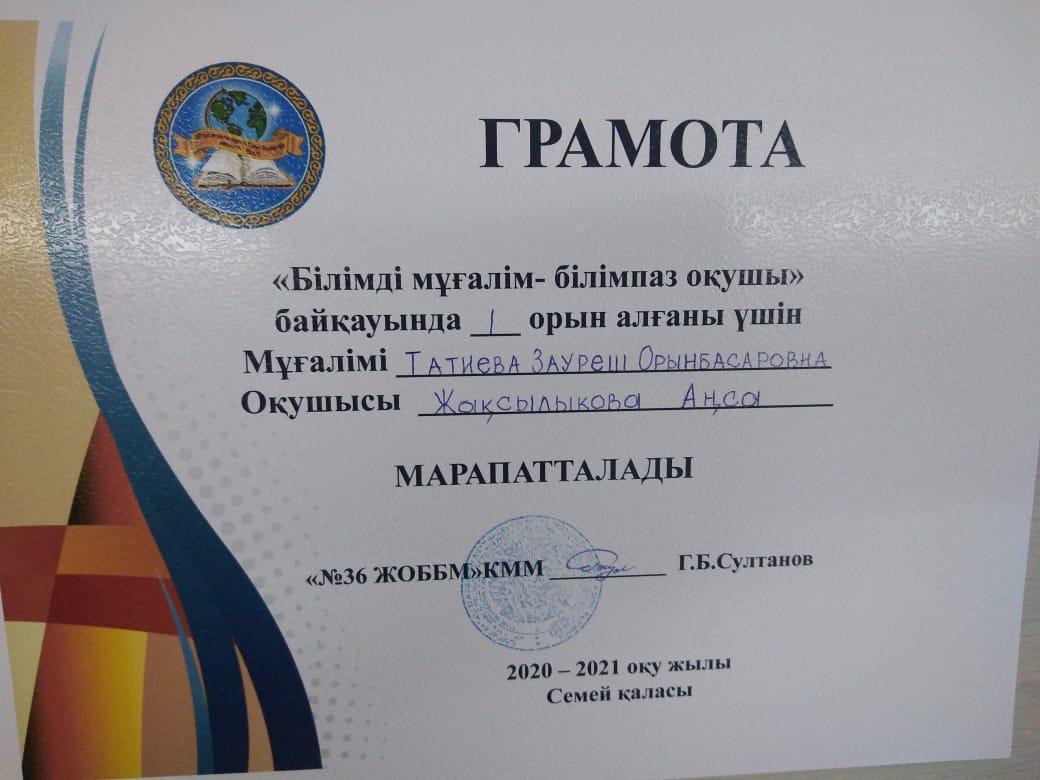 ГРАМОТА
«Білімді мұғалім- білімпаз оқушы»
байқауында 1 орын алғаны үшін
Мұғалімі Татиева Зауреш Орынбасаровна
Оқушысы Жақсылыкова Аңса
МАРАПАТТАЛАДЫ
«№36 ЖОББМ»КММ Г.Б.Султанов
2020 – 2021 оқу жылы
Семей қаласы